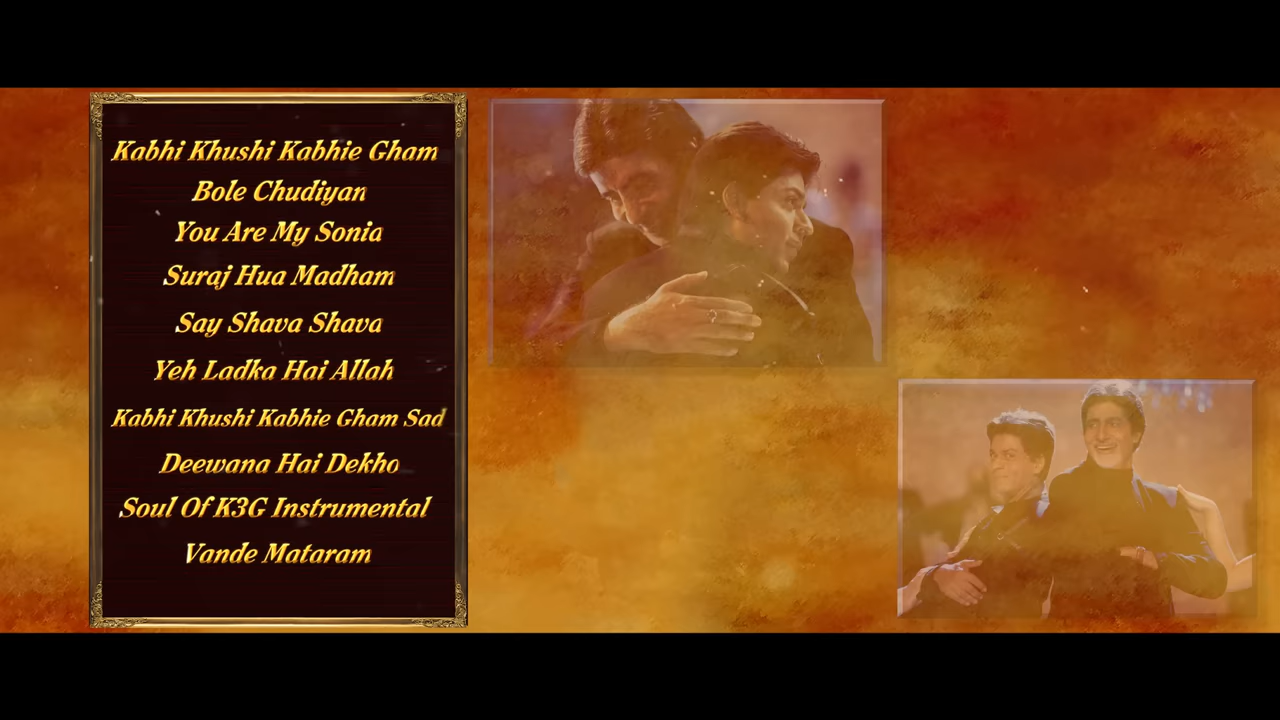 Kabhi Khushi Kabhie Gham
Bole Chudiyan
You Are My Sonia
Suraj Hua Madham
Say Shava Shava
Yeh Ladka Hai Allah
Kabhi Khushi Kabhie Gham Sad
Deewana Hai Dekho
Soul Of K3G Instrumental
Vande Mataram